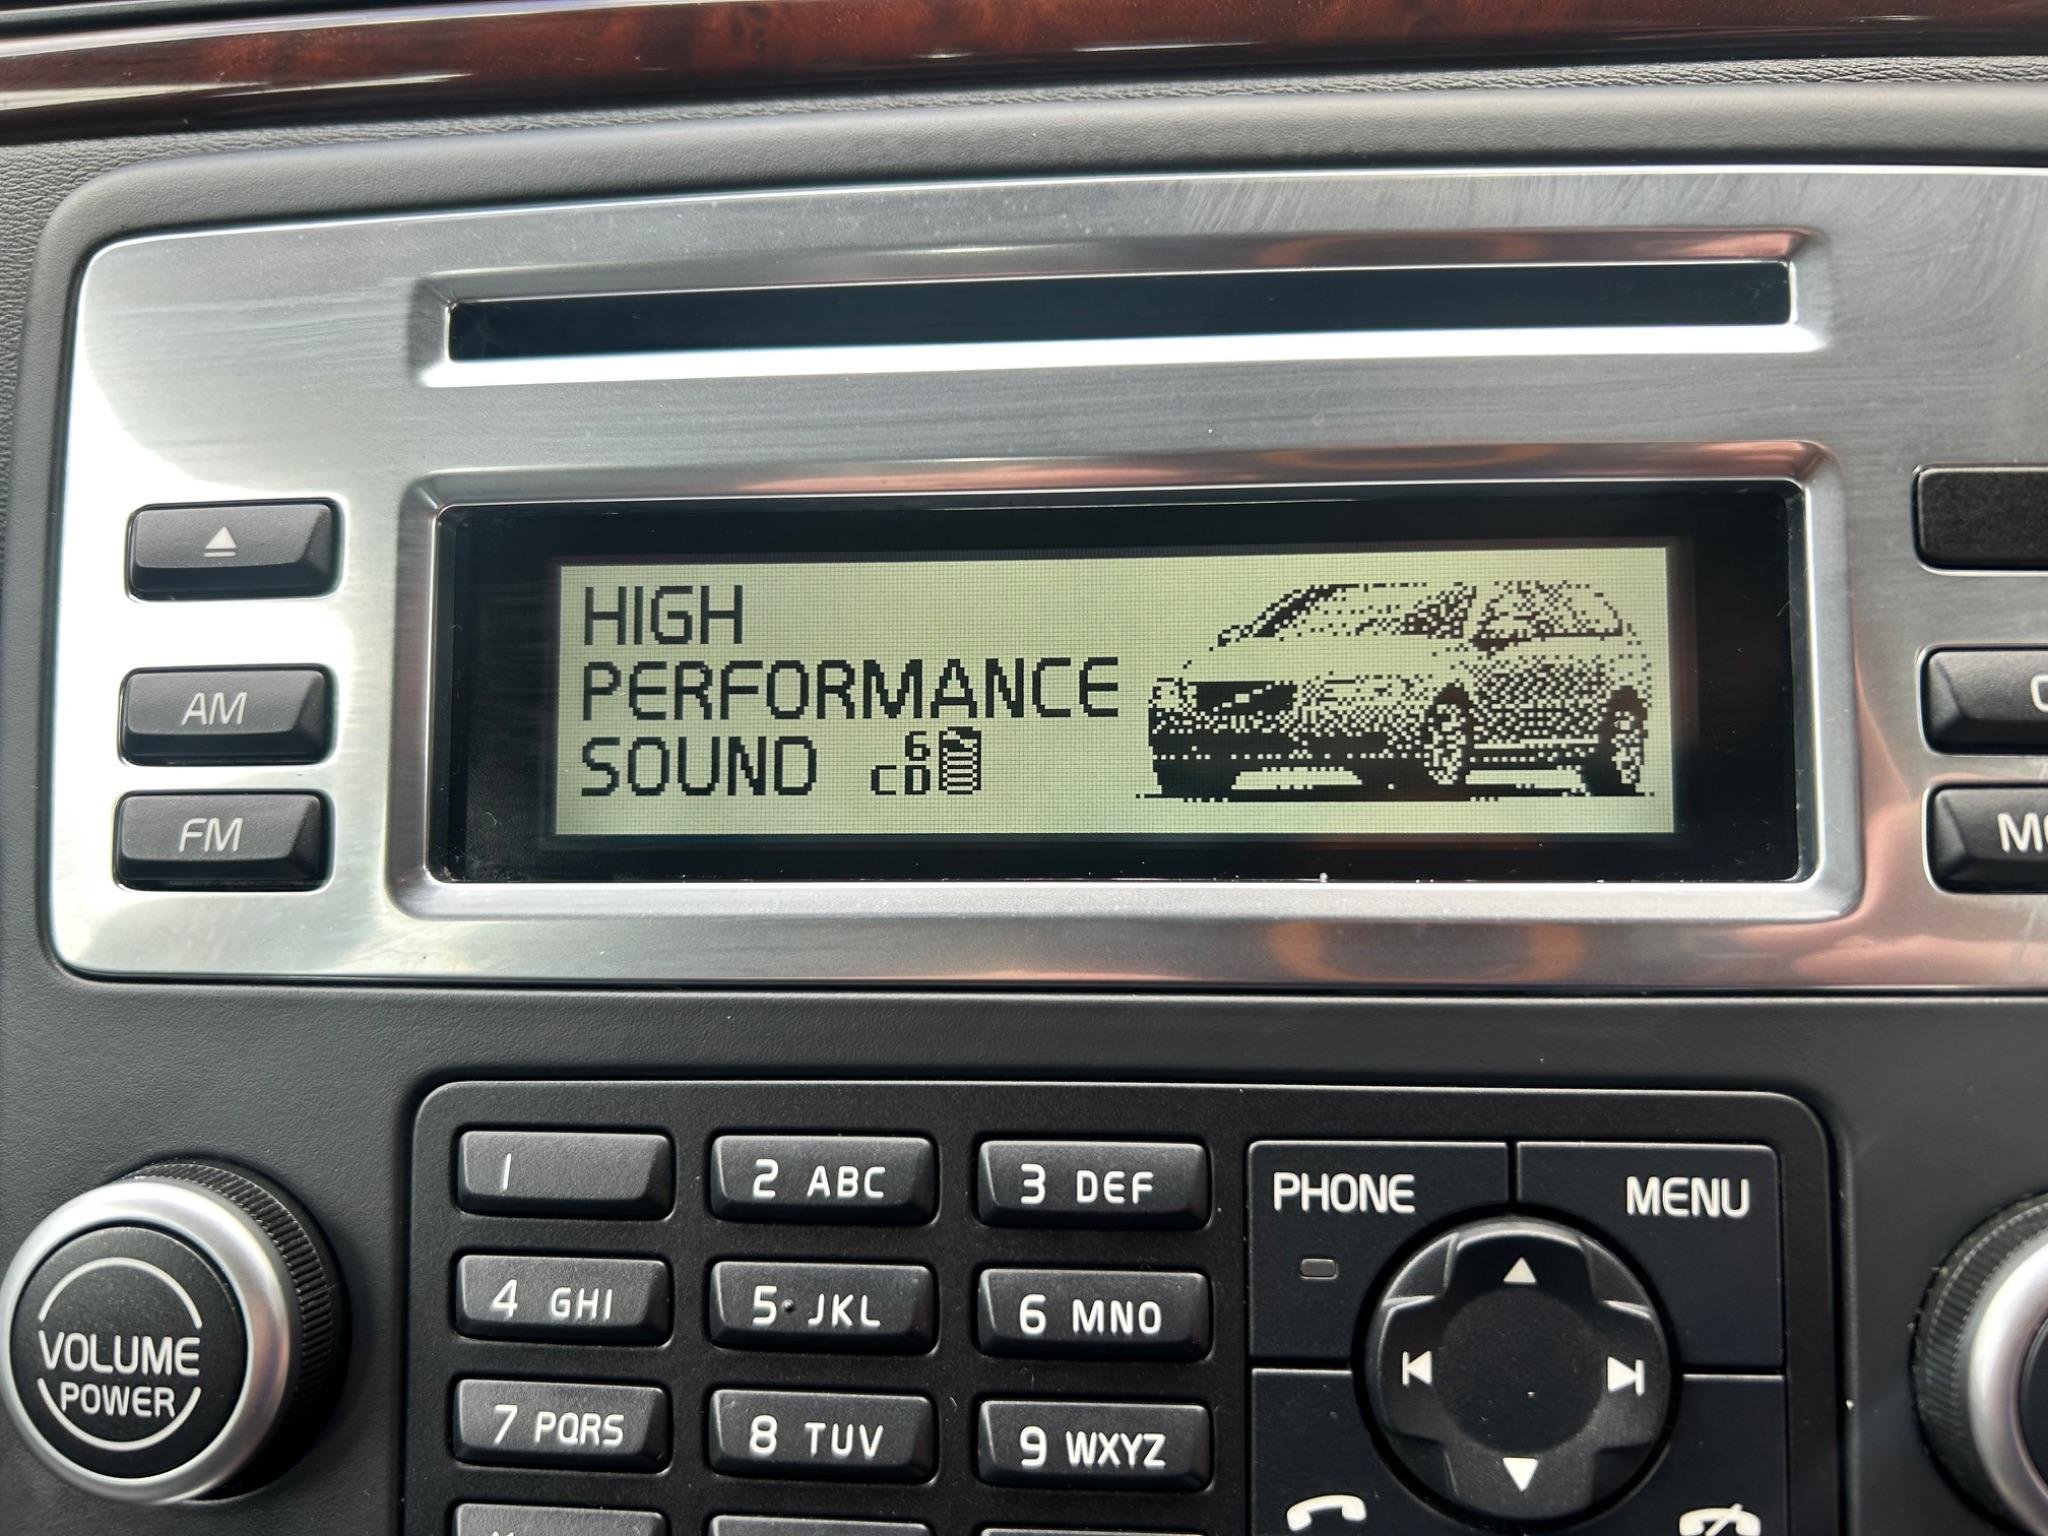 HIGH
PERFORMANCE
SOUND
6
CD
AM
FM
1
2 ABC
3 DEF
PHONE
MENU
4 GHI
5 JKL
6 MNO
VOLUME
POWER
7 PQRS
8 TUV
9 WXYZ